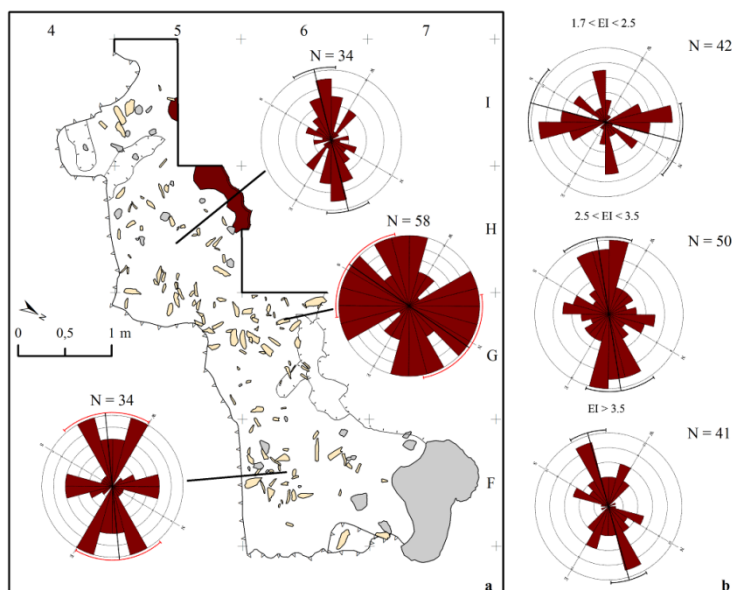 4 5 6 7
N = 34
I
H
N = 58
N
0 0,5 1 m
G
N = 34
F
a
1.7 < EI < 2.5
N = 42
2.5 < EI < 3.5
N = 50
EI > 3.5
N = 41
b